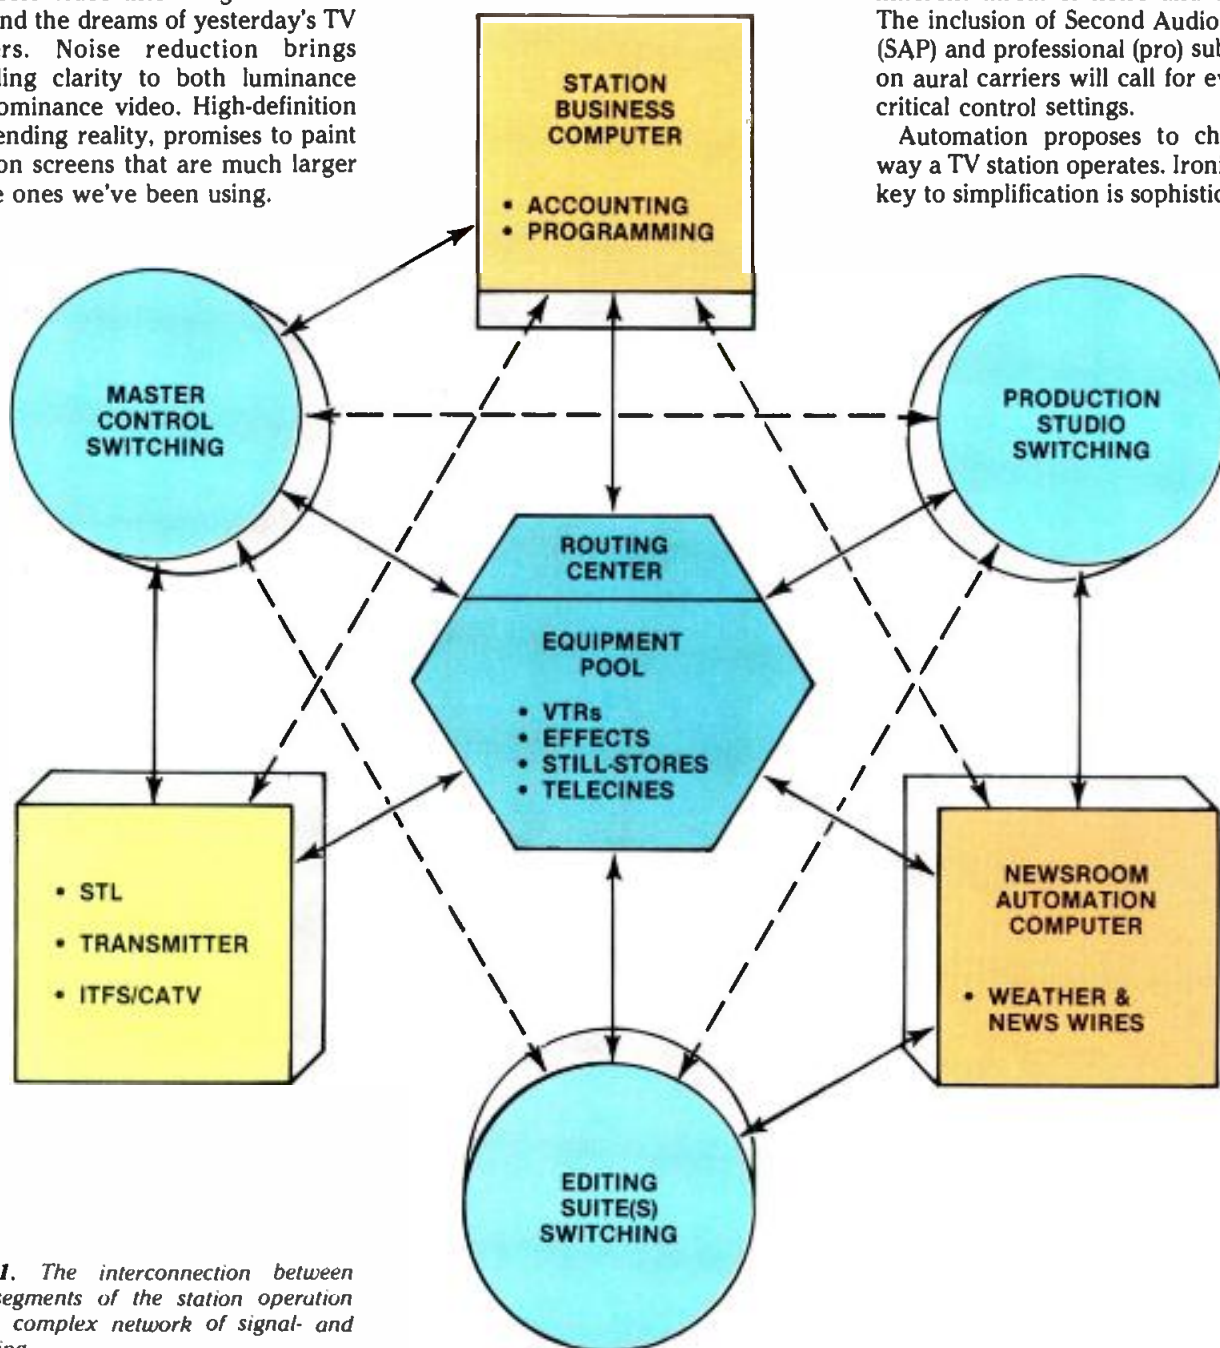 nd the dreams of yesterday's TV
ers. Noise reduction brings
ling clarity to both luminance
ominance video. High-definition
ending reality, promises to paint
on screens that are much larger
e ones we've been using.
The inclusion of Second Audio
(SAP) and professional (pro) sub
on aural carriers will call for ev
critical control settings.
Automation proposes to ch
way a TV station operates. Iron
key to simplification is sophistic
STATION
BUSINESS
COMPUTER
• ACCOUNTING
• PROGRAMMING
MASTER
CONTROL
SWITCHING
PRODUCTION
STUDIO
SWITCHING
ROUTING
CENTER
EQUIPMENT
POOL
• VTRs
• EFFECTS
• STILL-STORES
• TELECINES
• STL
• TRANSMITTER
• ITFS/CATV
NEWSROOM
AUTOMATION
COMPUTER
• WEATHER &
NEWS WIRES
EDITING
SUITE(S)
SWITCHING
1. The interconnection between
segments of the station operation
complex network of signal- and